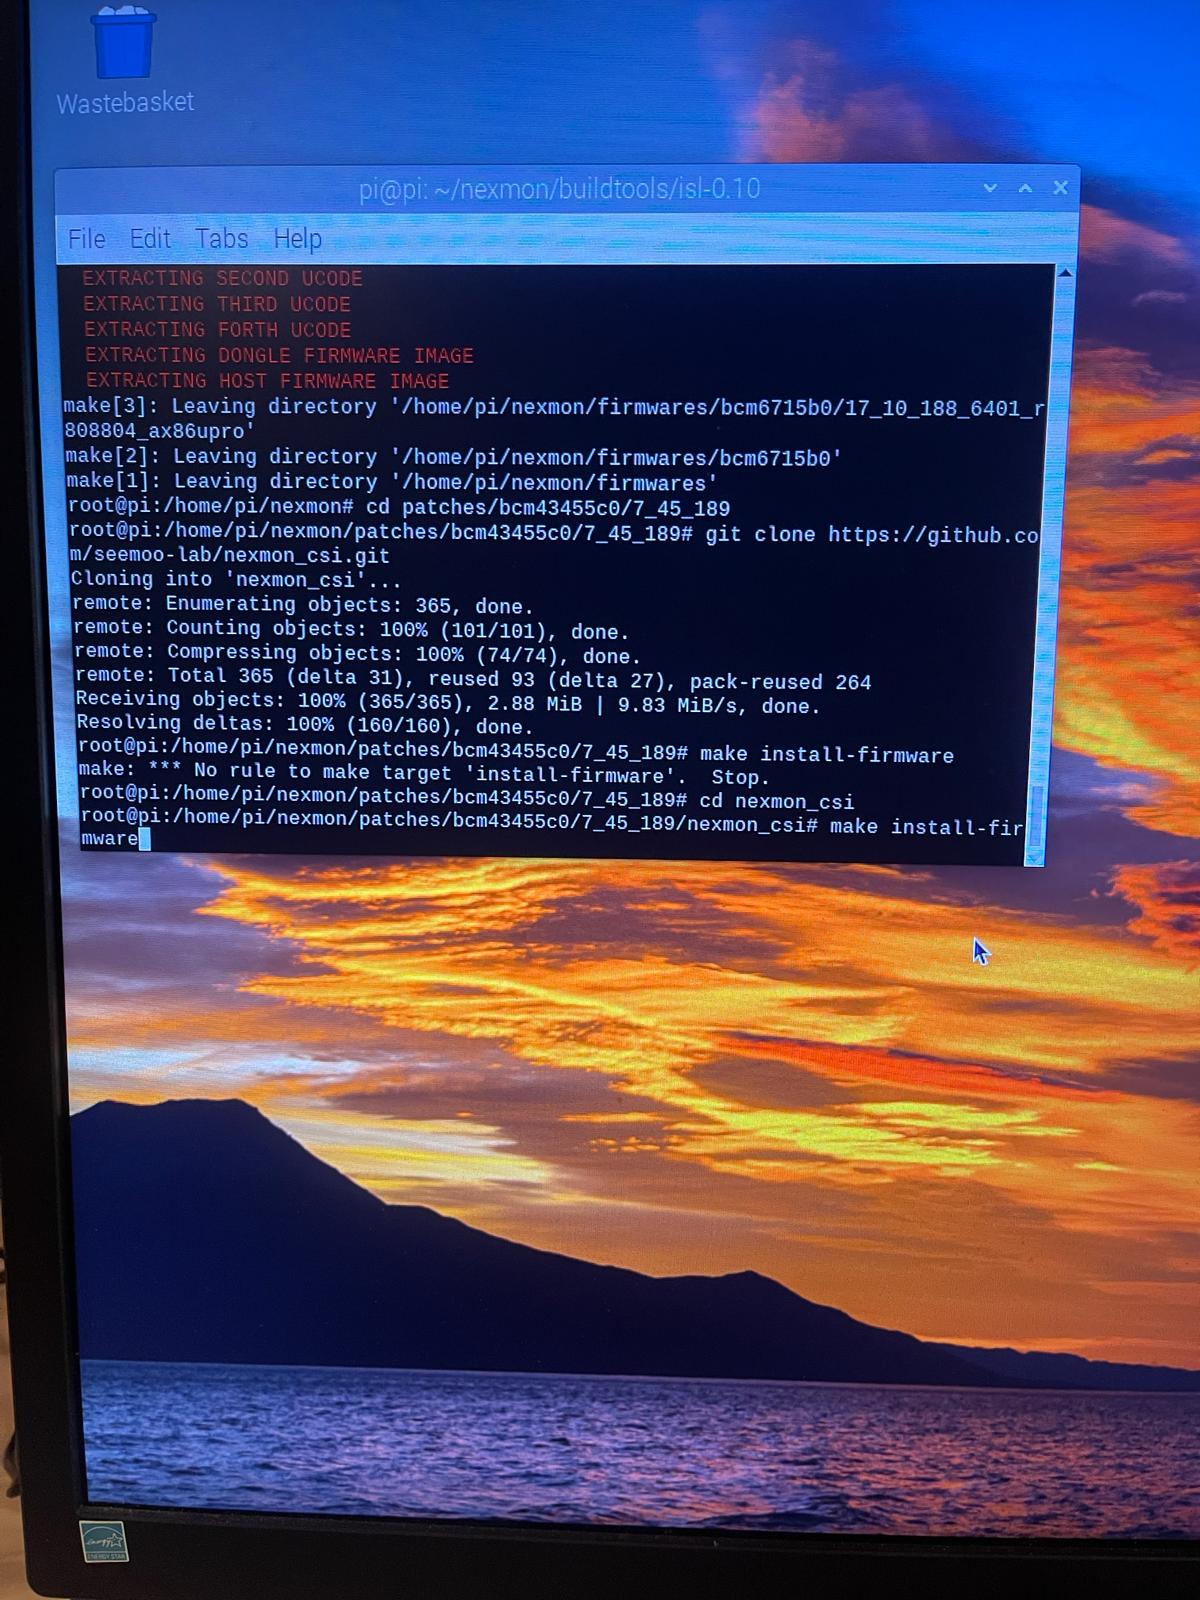 Wastebasket
pi@pi: ~/nexmon/buildtools/isl-0.10
File Edit Tabs Help
EXTRACTING SECOND UCODE
EXTRACTING THIRD UCODE
EXTRACTING FORTH UCODE
EXTRACTING DONGLE FIRMWARE IMAGE
EXTRACTING HOST FIRMWARE IMAGE
make[3]: Leaving directory '/home/pi/nexmon/firmwares/bcm6715b0/17_10_188_6401_r
808804_ax86upro'
make[2]: Leaving directory '/home/pi/nexmon/firmwares/bcm6715b0'
make[1]: Leaving directory '/home/pi/nexmon/firmwares'
root@pi:/home/pi/nexmon# cd patches/bcm43455c0/7_45_189
root@pi:/home/pi/nexmon/patches/bcm43455c0/7_45_189# git clone https://github.co
m/seemoo-lab/nexmon_csi.git
Cloning into 'nexmon_csi'...
remote: Enumerating objects: 365, done.
remote: Counting objects: 100% (101/101), done.
remote: Compressing objects: 100% (74/74), done.
remote: Total 365 (delta 31), reused 93 (delta 27), pack-reused 264
Receiving objects: 100% (365/365), 2.88 MiB | 9.83 MiB/s, done.
Resolving deltas: 100% (160/160), done.
root@pi:/home/pi/nexmon/patches/bcm43455c0/7_45_189# make install-firmware
make: *** No rule to make target 'install-firmware'.  Stop.
root@pi:/home/pi/nexmon/patches/bcm43455c0/7_45_189# cd nexmon_csi
root@pi:/home/pi/nexmon/patches/bcm43455c0/7_45_189/nexmon_csi# make install-fir
mware
ENERGY STAR